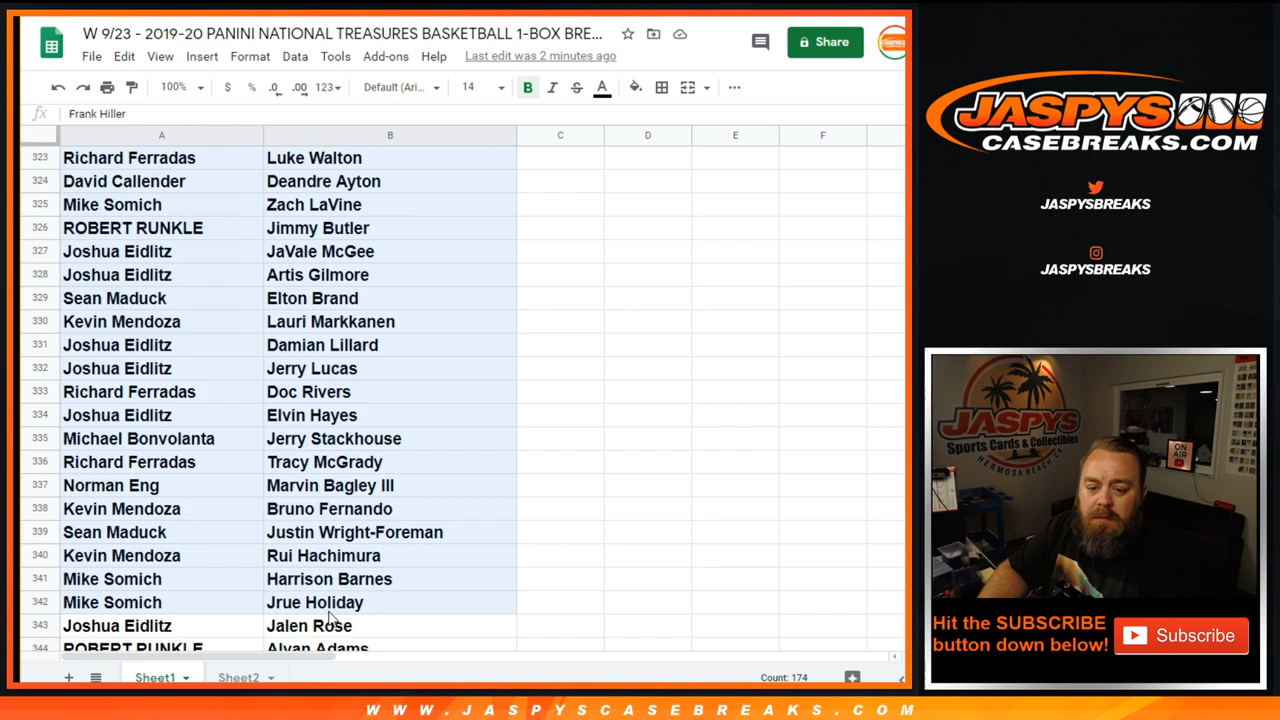 W 9/23 - 2019-20 PANINI NATIONAL TREASURES BASKETBALL 1-BOX BRE...
Share
File Edit View Insert Format Data Tools Add-ons Help Last edit was 2 minutes ago
100% $ % .0 .00 123 Default (Ari... 14 B I S A
fx Frank Hiller
A B C D E F
323 Richard Ferradas Luke Walton
324 David Callender Deandre Ayton
325 Mike Somich Zach LaVine
326 ROBERT RUNKLE Jimmy Butler
327 Joshua Eidlitz JaVale McGee
328 Joshua Eidlitz Artis Gilmore
329 Sean Maduck Elton Brand
330 Kevin Mendoza Lauri Markkanen
331 Joshua Eidlitz Damian Lillard
332 Joshua Eidlitz Jerry Lucas
333 Richard Ferradas Doc Rivers
334 Joshua Eidlitz Elvin Hayes
335 Michael Bonvolanta Jerry Stackhouse
336 Richard Ferradas Tracy McGrady
337 Norman Eng Marvin Bagley III
338 Kevin Mendoza Bruno Fernando
339 Sean Maduck Justin Wright-Foreman
340 Kevin Mendoza Rui Hachimura
341 Mike Somich Harrison Barnes
342 Mike Somich Jrue Holiday
343 Joshua Eidlitz Jalen Rose
344 ROBERT RUNKLE Alvan Adams
Sheet1 Sheet2 Count: 174
JASPYS
CASEBREAKS.COM
JASPYSBREAKS
JASPYSBREAKS
JASPYS
Sports Cards & Collectibles
HERMOSA BEACH, CA
ON AIR
Hit the SUBSCRIBE
button down below!
Subscribe
WWW.JASPYSCASEBREAKS.COM